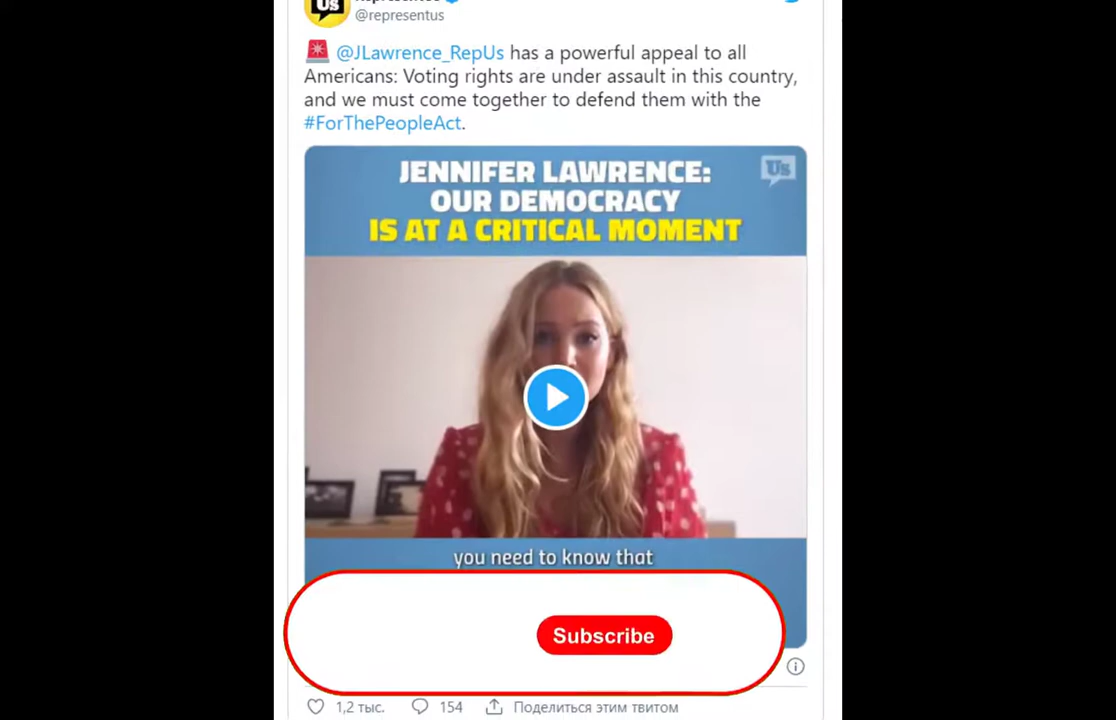 Us
@representus
@JLawrence_RepUs has a powerful appeal to all
Americans: Voting rights are under assault in this country,
and we must come together to defend them with the
#ForThePeopleAct.
JENNIFER LAWRENCE:
Us
OUR DEMOCRACY
IS AT A CRITICAL MOMENT
you need to know that
Subscribe
1,2 тыс.
154
Поделиться этим твитом